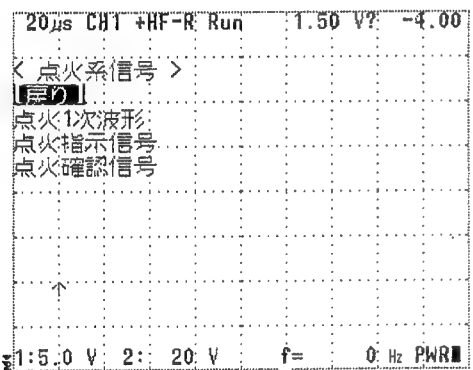 20µs CH1 +HF-R Run 1.50 V? -4.00
< 点火系信号 >
[戻り]
点火1次波形
点火指示信号
点火確認信号
1:5.0 V 2: 20 V f= 0 Hz PWR